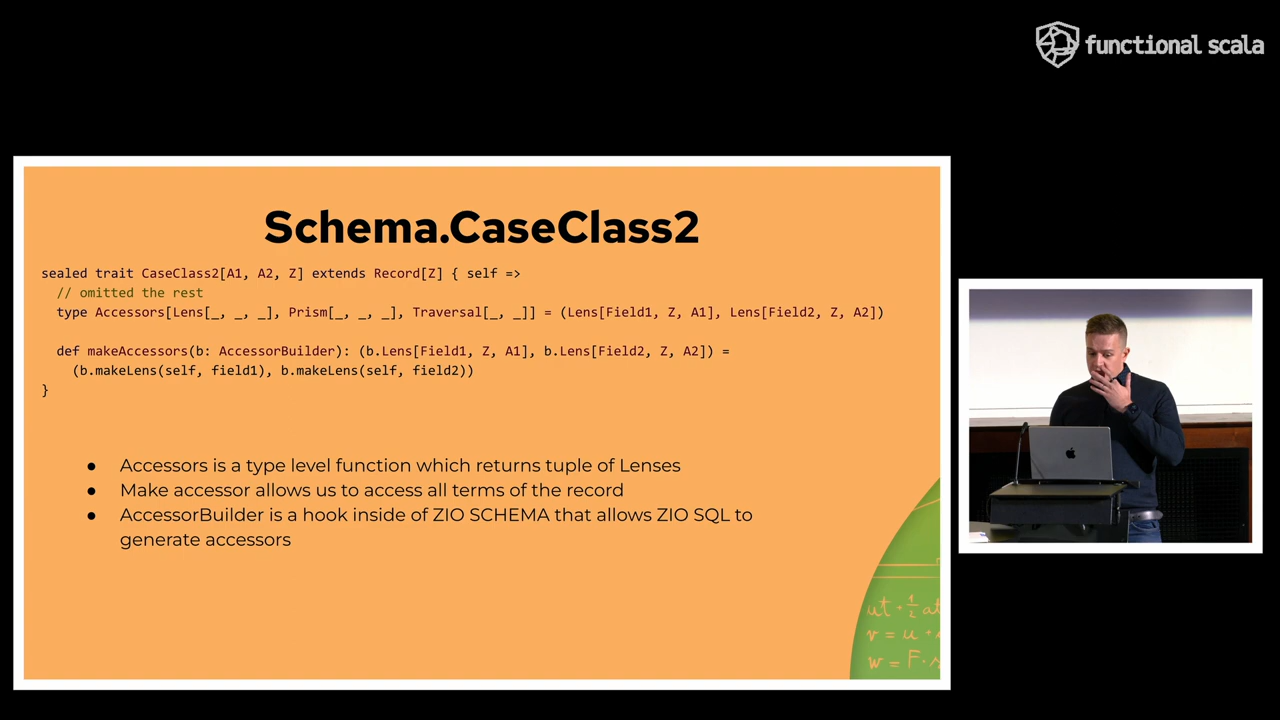 functional scala
Schema.CaseClass2
sealed trait CaseClass2[A1, A2, Z] extends Record[Z] { self =>
// omitted the rest
type Accessors[Lens[_, _, _], Prism[_, _, _], Traversal[_, _]] = (Lens[Field1, Z, A1], Lens[Field2, Z, A2])
def makeAccessors(b: AccessorBuilder): (b.Lens[Field1, Z, A1], b.Lens[Field2, Z, A2]) =
(b.makeLens(self, field1), b.makeLens(self, field2))
}
● Accessors is a type level function which returns tuple of Lenses
● Make accessor allows us to access all terms of the record
● AccessorBuilder is a hook inside of ZIO SCHEMA that allows ZIO SQL to
generate accessors
ut + 1/2 at
v = u +
w = F·